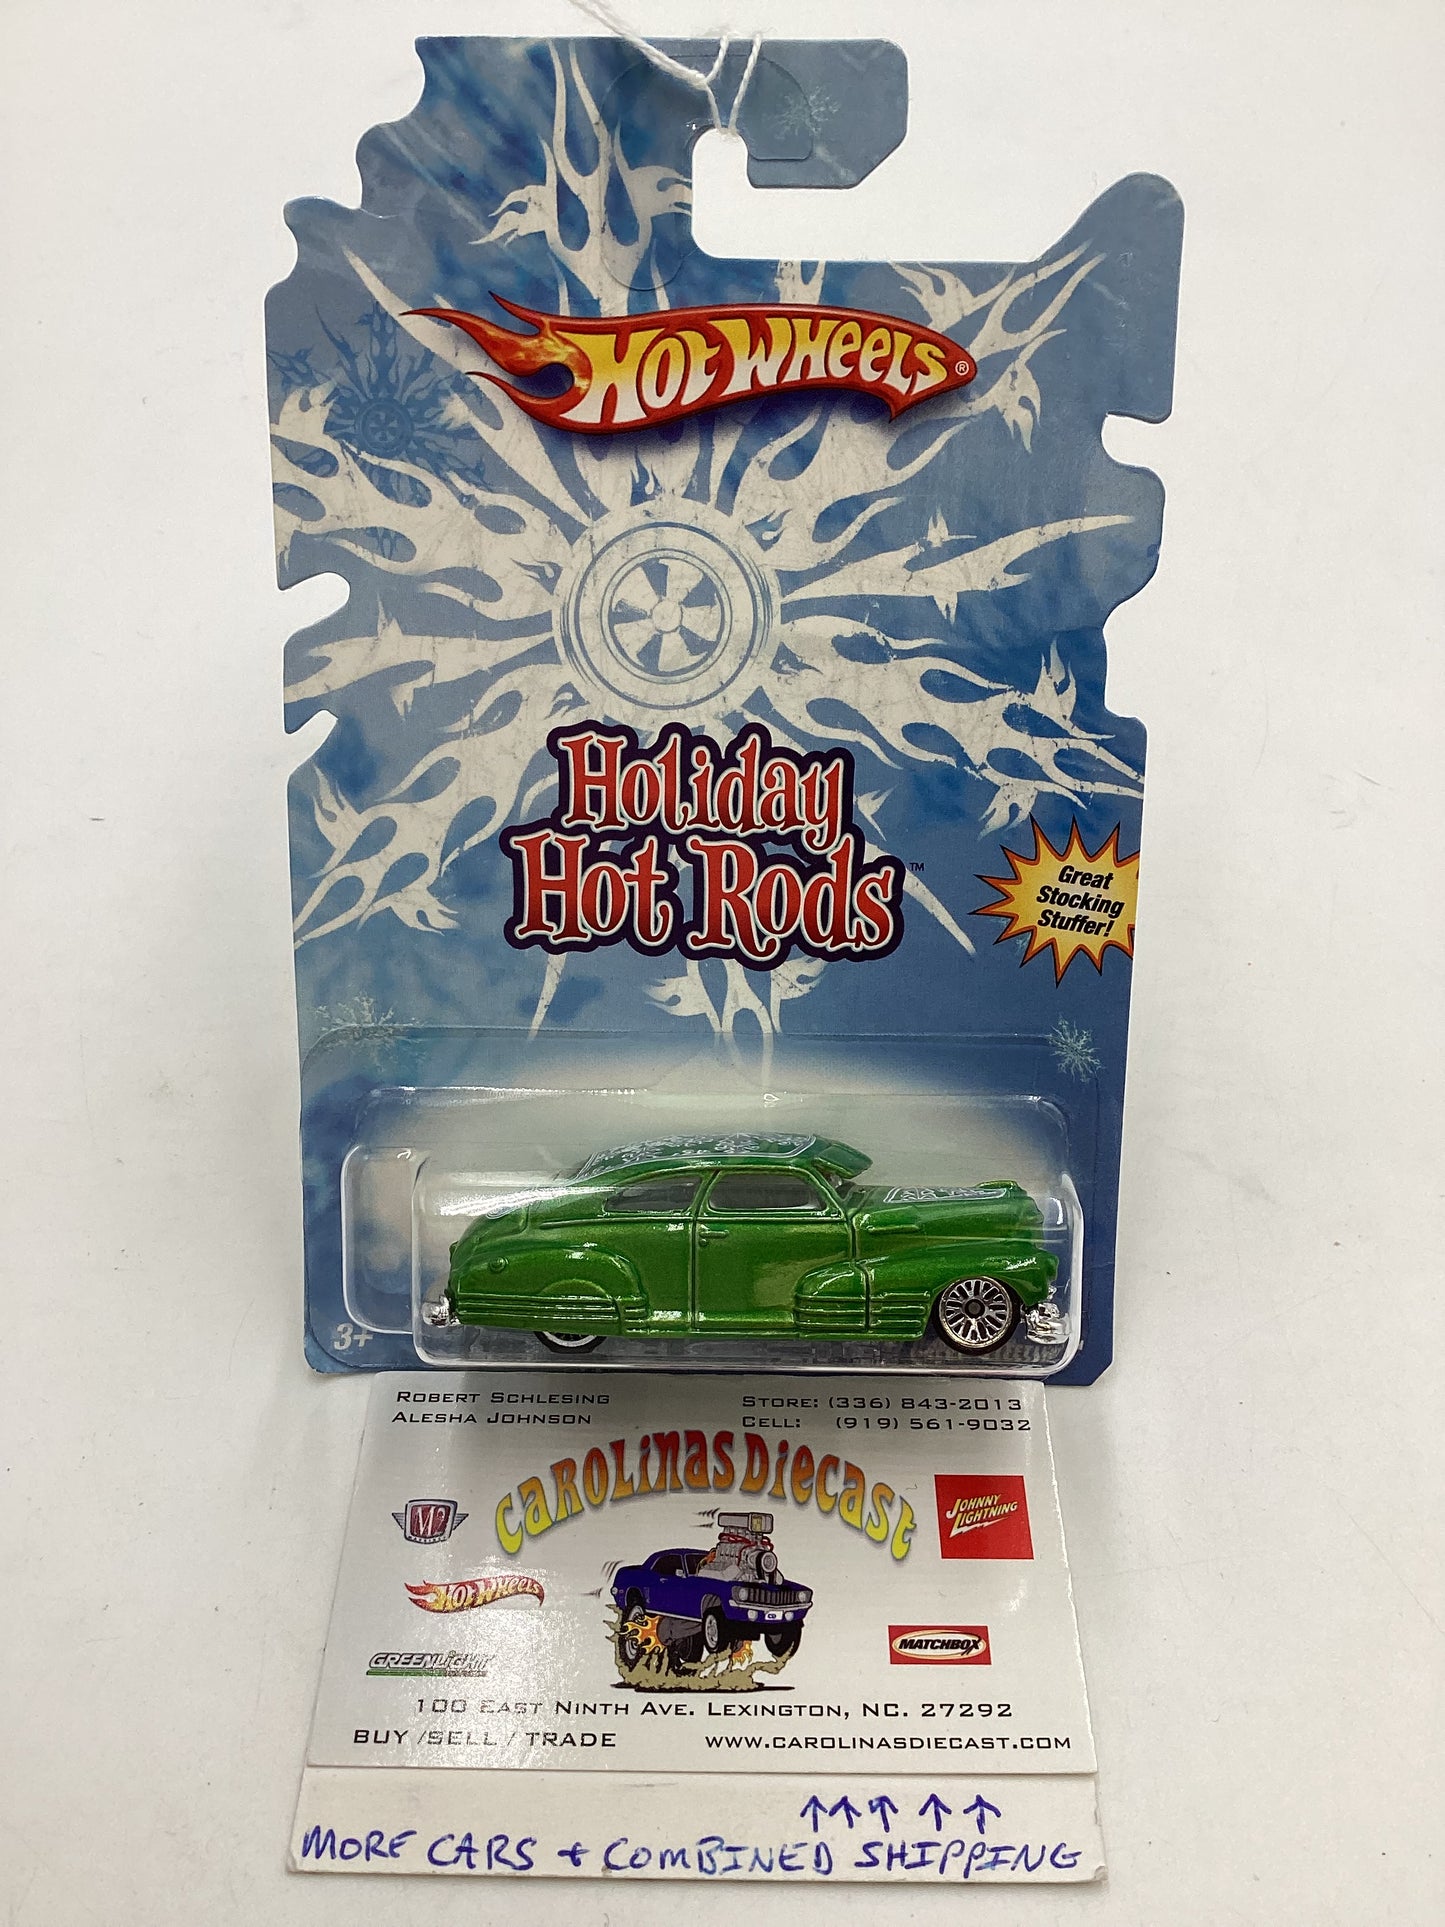 HOT WHEELS ®
Holiday
Hot Rods ™
Great
Stocking
Stuffer!
3+
ROBERT SCHLESING
ALESHA JOHNSON
STORE: (336) 843-2013
CELL: (919) 561-9032
CAROLINAS DIECAST
M2
JOHNNY
LIGHTNING
HOT WHEELS
GREENLIGHT
MATCHBOX
100 EAST NINTH AVE. LEXINGTON, NC. 27292
BUY /SELL / TRADE
WWW.CAROLINASDIECAST.COM
↑↑↑ ↑ ↑
MORE CARS + COMBINED SHIPPING